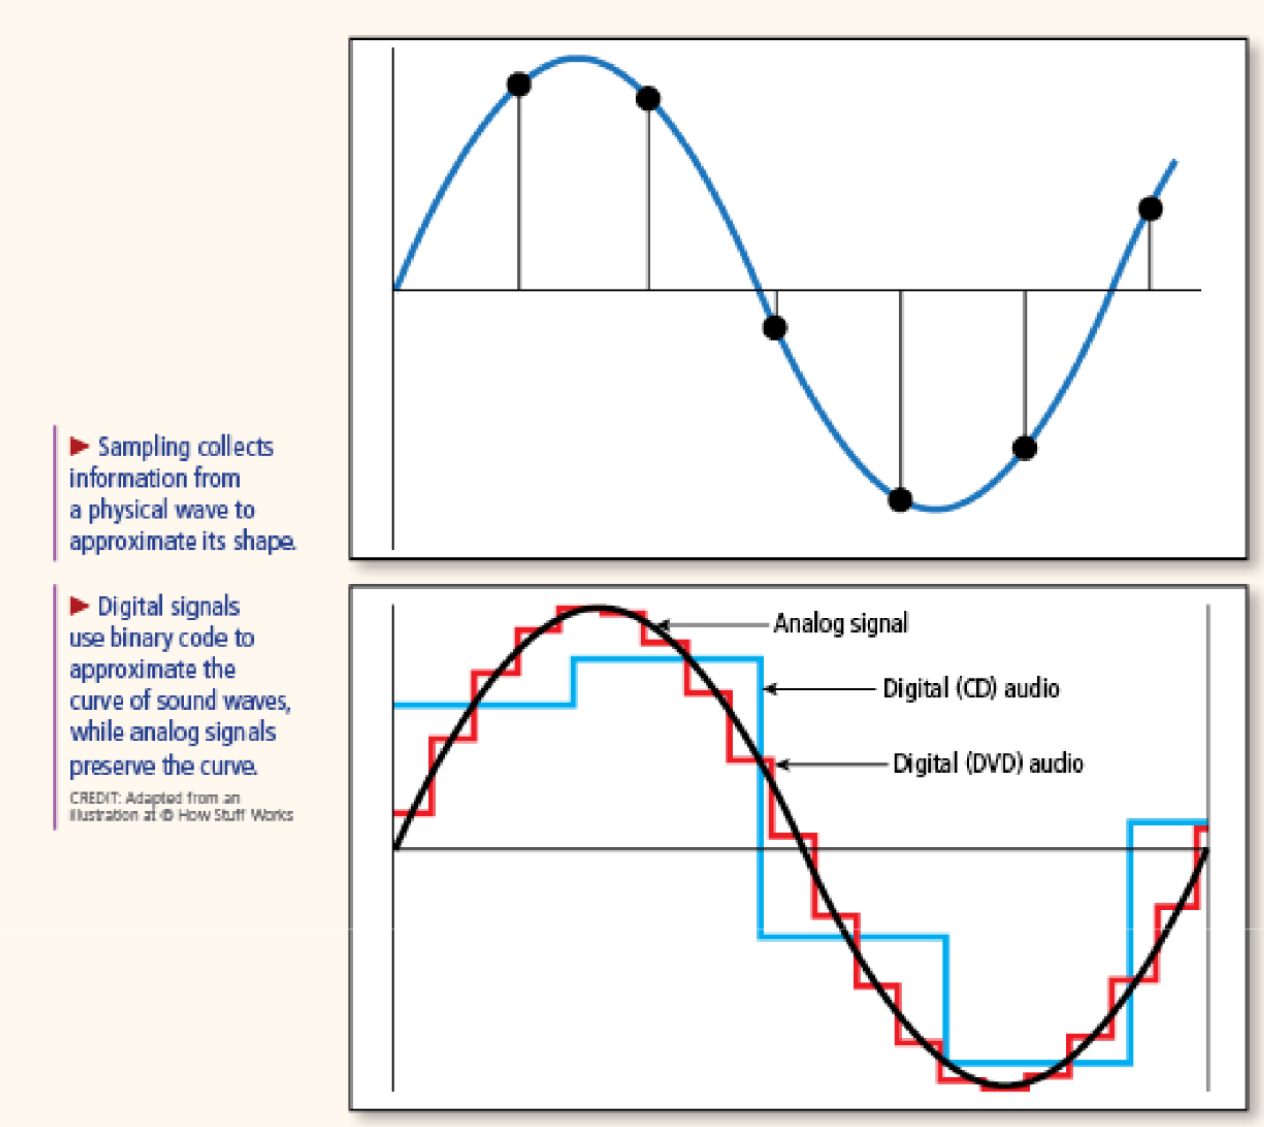 ► Sampling collects
information from
a physical wave to
approximate its shape.
► Digital signals
use binary code to
approximate the
curve of sound waves,
while analog signals
preserve the curve.
CREDIT: Adapted from an
illustration at © How Stuff Works
Analog signal
Digital (CD) audio
Digital (DVD) audio